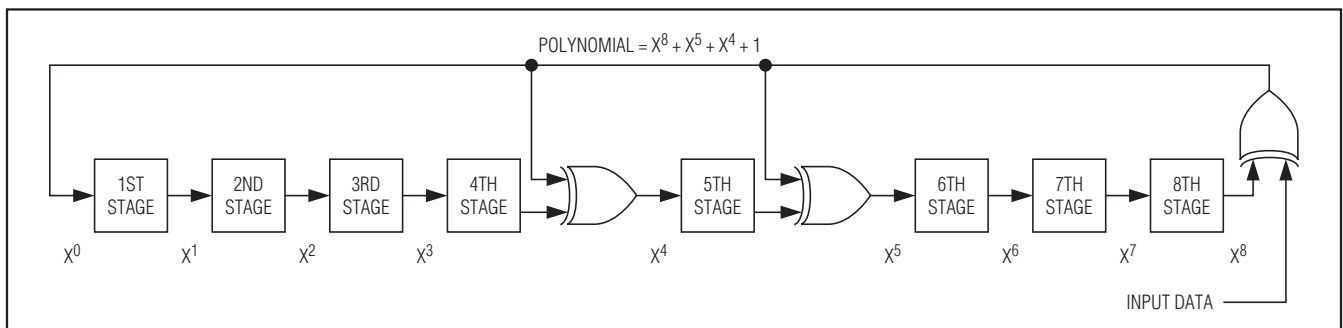 POLYNOMIAL = X⁸ + X⁵ + X⁴ + 1
1ST
STAGE
2ND
STAGE
3RD
STAGE
4TH
STAGE
5TH
STAGE
6TH
STAGE
7TH
STAGE
8TH
STAGE
X⁰
X¹
X²
X³
X⁴
X⁵
X⁶
X⁷
X⁸
INPUT DATA